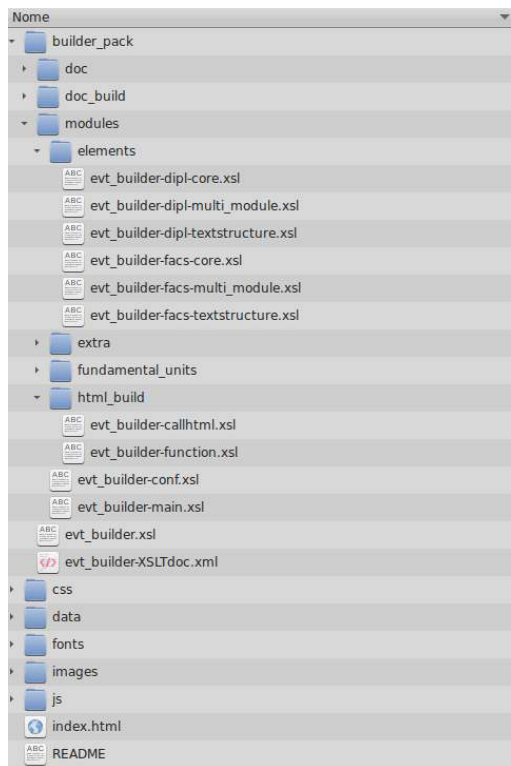 Nome
builder_pack
doc
doc_build
modules
elements
evt_builder-dipl-core.xsl
evt_builder-dipl-multi_module.xsl
evt_builder-dipl-textstructure.xsl
evt_builder-facs-core.xsl
evt_builder-facs-multi_module.xsl
evt_builder-facs-textstructure.xsl
extra
fundamental_units
html_build
evt_builder-callhtml.xsl
evt_builder-function.xsl
evt_builder-conf.xsl
evt_builder-main.xsl
evt_builder.xsl
evt_builder-XSLTdoc.xml
css
data
fonts
images
js
index.html
README